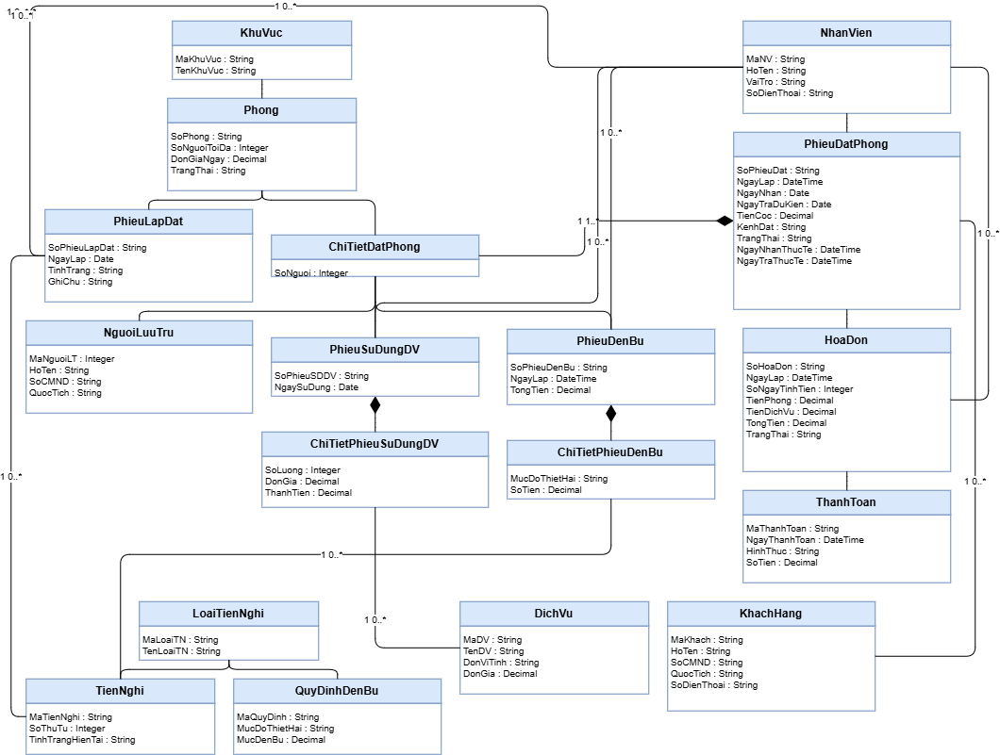 1 0..*
KhuVuc
MaKhuVuc : String
TenKhuVuc : String
NhanVien
MaNV : String
HoTen : String
VaiTro : String
SoDienThoai : String
Phong
SoPhong : String
SoNguoiToiDa : Integer
DonGiaNgay : Decimal
TrangThai : String
1 0..*
PhieuDatPhong
SoPhieuDat : String
NgayLap : DateTime
NgayNhan : Date
NgayTraDuKien : Date
TienCoc : Decimal
KenhDat : String
TrangThai : String
NgayNhanThucTe : DateTime
NgayTraThucTe : DateTime
PhieuLapDat
SoPhieuLapDat : String
NgayLap : Date
TinhTrang : String
GhiChu : String
1 1..*
1 0..*
1 0..*
ChiTietDatPhong
SoNguoi : Integer
NguoiLuuTru
MaNguoiLT : Integer
HoTen : String
SoCMND : String
QuocTich : String
PhieuSuDungDV
SoPhieuSDDV : String
NgaySuDung : Date
PhieuDenBu
SoPhieuDenBu : String
NgayLap : DateTime
TongTien : Decimal
HoaDon
SoHoaDon : String
NgayLap : DateTime
SoNgayTinhTien : Integer
TienPhong : Decimal
TienDichVu : Decimal
TongTien : Decimal
TrangThai : String
ChiTietPhieuSuDungDV
SoLuong : Integer
DonGia : Decimal
ThanhTien : Decimal
ChiTietPhieuDenBu
MucDoThietHai : String
SoTien : Decimal
1 0..*
1 0..*
ThanhToan
MaThanhToan : String
NgayThanhToan : DateTime
HinhThuc : String
SoTien : Decimal
1 0..*
1 0..*
LoaiTienNghi
MaLoaiTN : String
TenLoaiTN : String
DichVu
MaDV : String
TenDV : String
DonViTinh : String
DonGia : Decimal
KhachHang
MaKhach : String
HoTen : String
SoCMND : String
QuocTich : String
SoDienThoai : String
TienNghi
MaTienNghi : String
SoThuTu : Integer
TinhTrangHienTai : String
QuyDinhDenBu
MaQuyDinh : String
MucDoThietHai : String
MucDenBu : Decimal